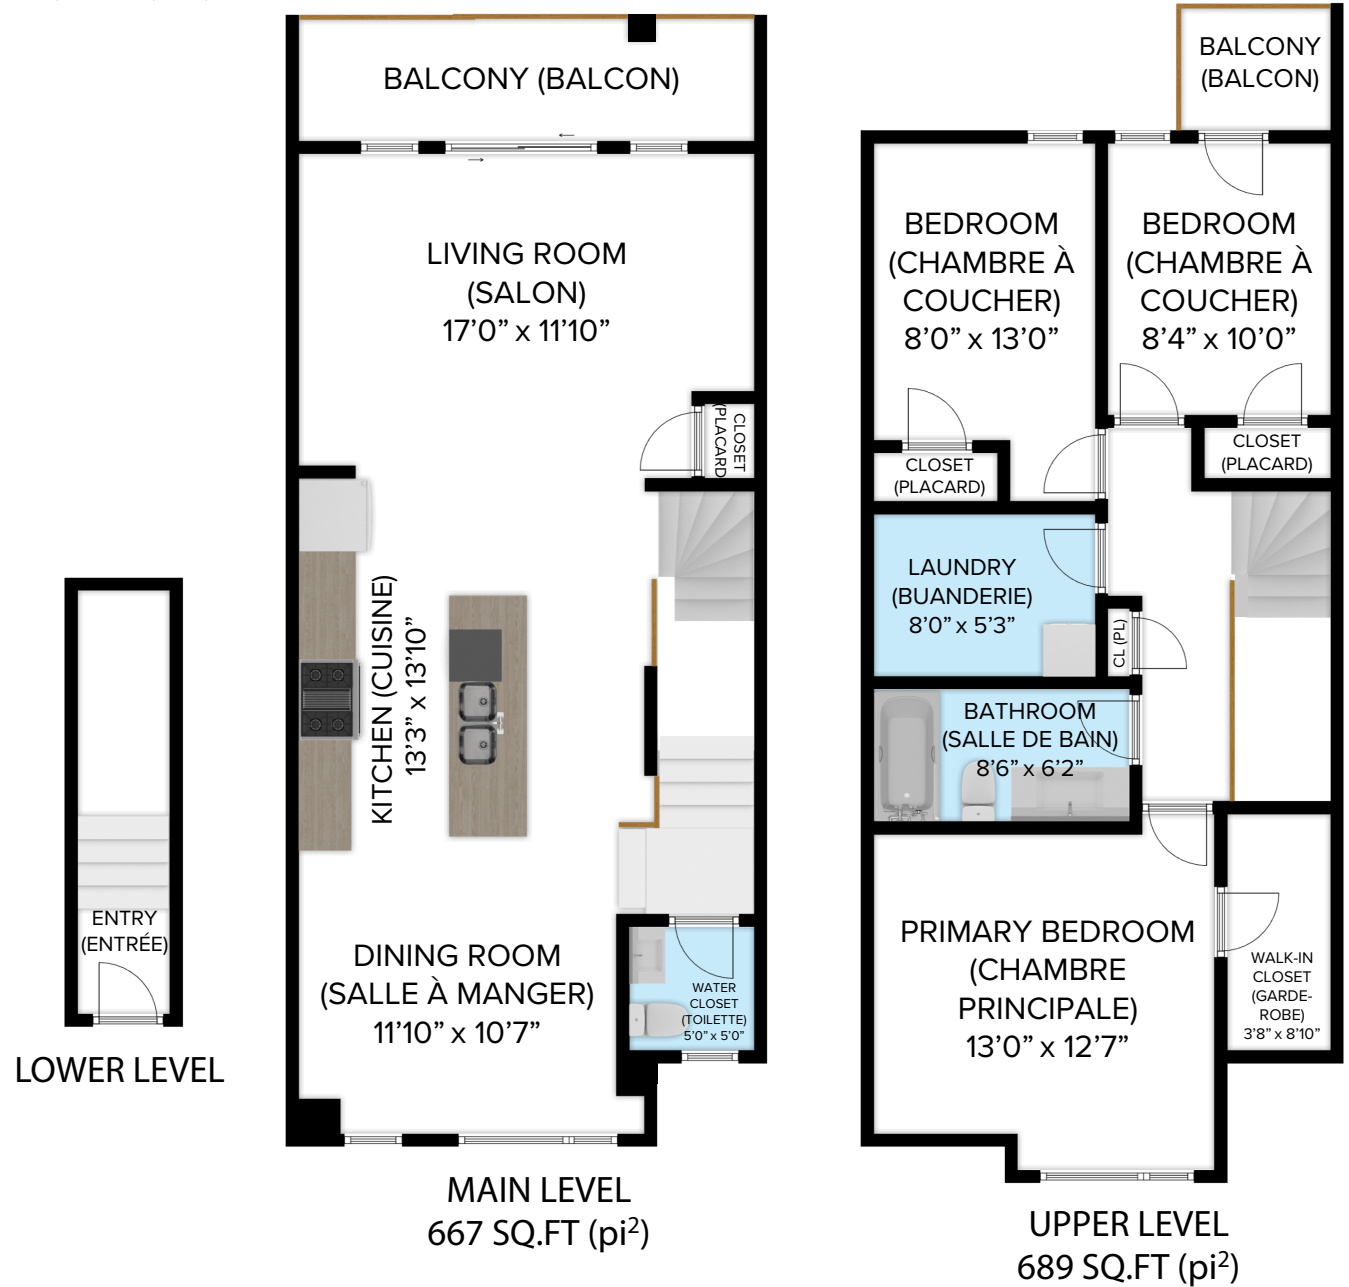 BALCONY (BALCON)
LIVING ROOM
(SALON)
17’0” x 11’10”
CLOSET
(PLACARD
KITCHEN (CUISINE)
13’3” x 13’10”
DINING ROOM
(SALLE À MANGER)
11’10” x 10’7”
WATER
CLOSET
(TOILETTE)
5’0” x 5’0”
MAIN LEVEL
667 SQ.FT (pi²)
ENTRY
(ENTRÉE)
LOWER LEVEL
BALCONY
(BALCON)
BEDROOM
(CHAMBRE À
COUCHER)
8’0” x 13’0”
BEDROOM
(CHAMBRE À
COUCHER)
8’4” x 10’0”
CLOSET
(PLACARD)
CLOSET
(PLACARD)
LAUNDRY
(BUANDERIE)
8’0” x 5’3”
CL (PL)
BATHROOM
(SALLE DE BAIN)
8’6” x 6’2”
PRIMARY BEDROOM
(CHAMBRE
PRINCIPALE)
13’0” x 12’7”
WALK-IN
CLOSET
(GARDE-
ROBE)
3’8” x 8’10”
UPPER LEVEL
689 SQ.FT (pi²)